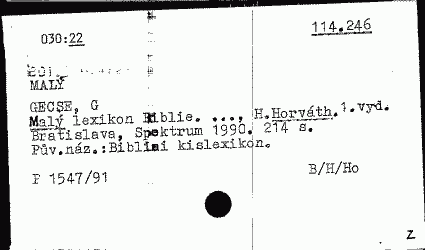 114.246
030:22
MALÝ
GECSE, G
Malý lexikon Biblie. ..., H.Horváth.1.vyd.
Bratislava, Spektrum 1990. 214 s.
Pův.náz.:Bibliai kislexikon.
P 1547/91
B/H/Ho
Z